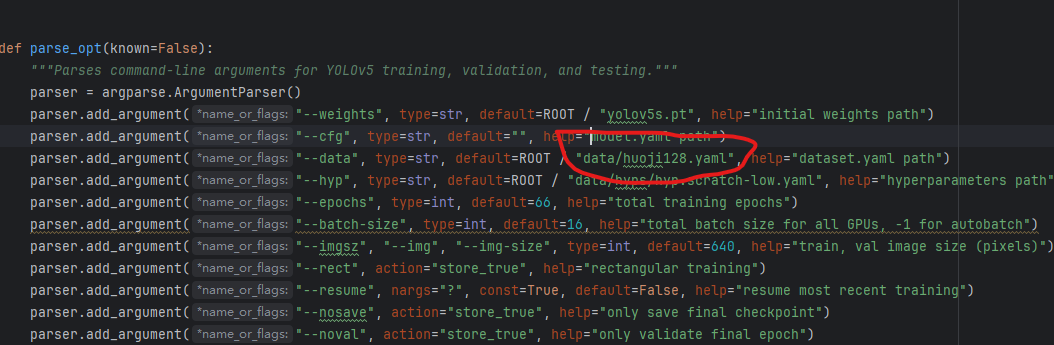 def parse_opt(known=False):
"""Parses command-line arguments for YOLOv5 training, validation, and testing."""
parser = argparse.ArgumentParser()
parser.add_argument( *name_or_flags: "--weights", type=str, default=ROOT / "yolov5s.pt", help="initial weights path")
parser.add_argument( *name_or_flags: "--cfg", type=str, default="", help="model.yaml path")
parser.add_argument( *name_or_flags: "--data", type=str, default=ROOT / "data/huoji128.yaml", help="dataset.yaml path")
parser.add_argument( *name_or_flags: "--hyp", type=str, default=ROOT / "data/hyps/hyp.scratch-low.yaml", help="hyperparameters path"
parser.add_argument( *name_or_flags: "--epochs", type=int, default=66, help="total training epochs")
parser.add_argument( *name_or_flags: "--batch-size", type=int, default=16, help="total batch size for all GPUs, -1 for autobatch")
parser.add_argument( *name_or_flags: "--imgsz", "--img", "--img-size", type=int, default=640, help="train, val image size (pixels)")
parser.add_argument( *name_or_flags: "--rect", action="store_true", help="rectangular training")
parser.add_argument( *name_or_flags: "--resume", nargs="?", const=True, default=False, help="resume most recent training")
parser.add_argument( *name_or_flags: "--nosave", action="store_true", help="only save final checkpoint")
parser.add_argument( *name_or_flags: "--noval", action="store_true", help="only validate final epoch")